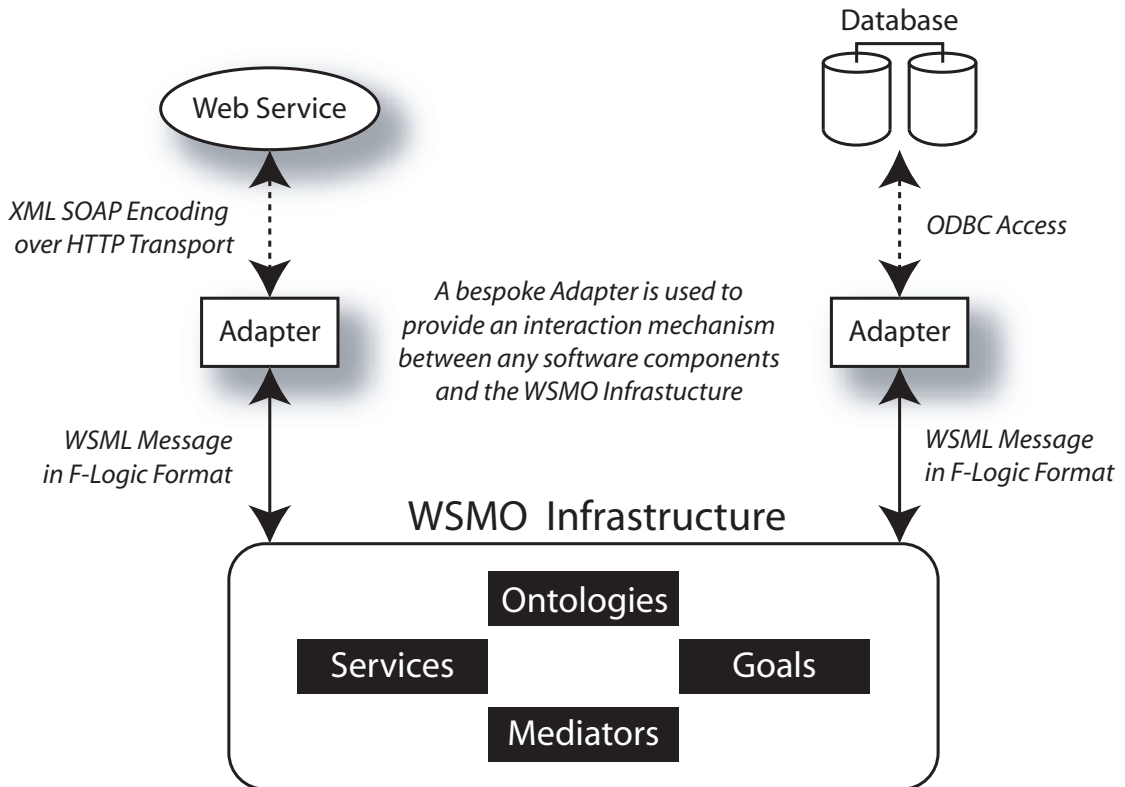 Database
Web Service
XML SOAP Encoding
over HTTP Transport
ODBC Access
Adapter
A bespoke Adapter is used to
provide an interaction mechanism
between any software components
and the WSMO Infrastucture
Adapter
WSML Message
in F-Logic Format
WSML Message
in F-Logic Format
WSMO Infrastructure
Ontologies
Services
Goals
Mediators